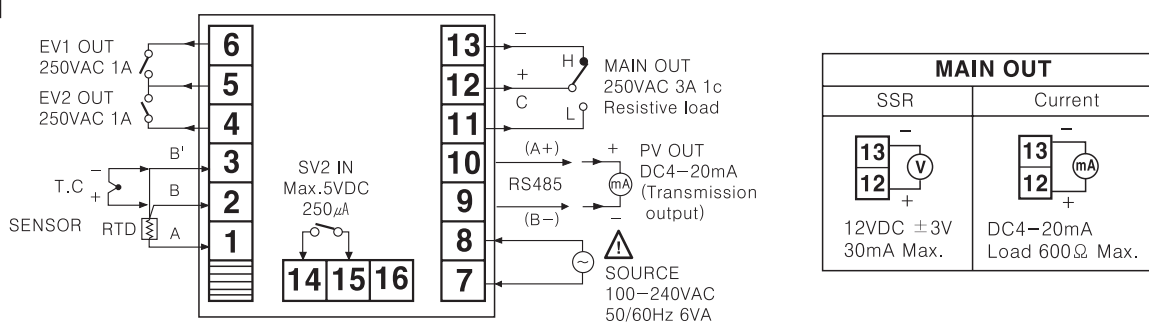 EV1 OUT
250VAC 1A
EV2 OUT
250VAC 1A
6
5
4
3
2
1
B'
B
A
−
T.C
+
SENSOR
RTD
SV2 IN
Max.5VDC
250㎂
14 15 16
13
12
11
10
9
8
7
−
H
+
C
L
MAIN OUT
250VAC 3A 1c
Resistive load
(A+)
RS485
(B−)
+
mA
−
PV OUT
DC4−20mA
(Transmission
output)
~
!
SOURCE
100−240VAC
50/60Hz 6VA
MAIN OUT
SSR
Current
13
12
−
V
+
12VDC ±3V
30mA Max.
13
12
−
mA
+
DC4−20mA
Load 600Ω Max.